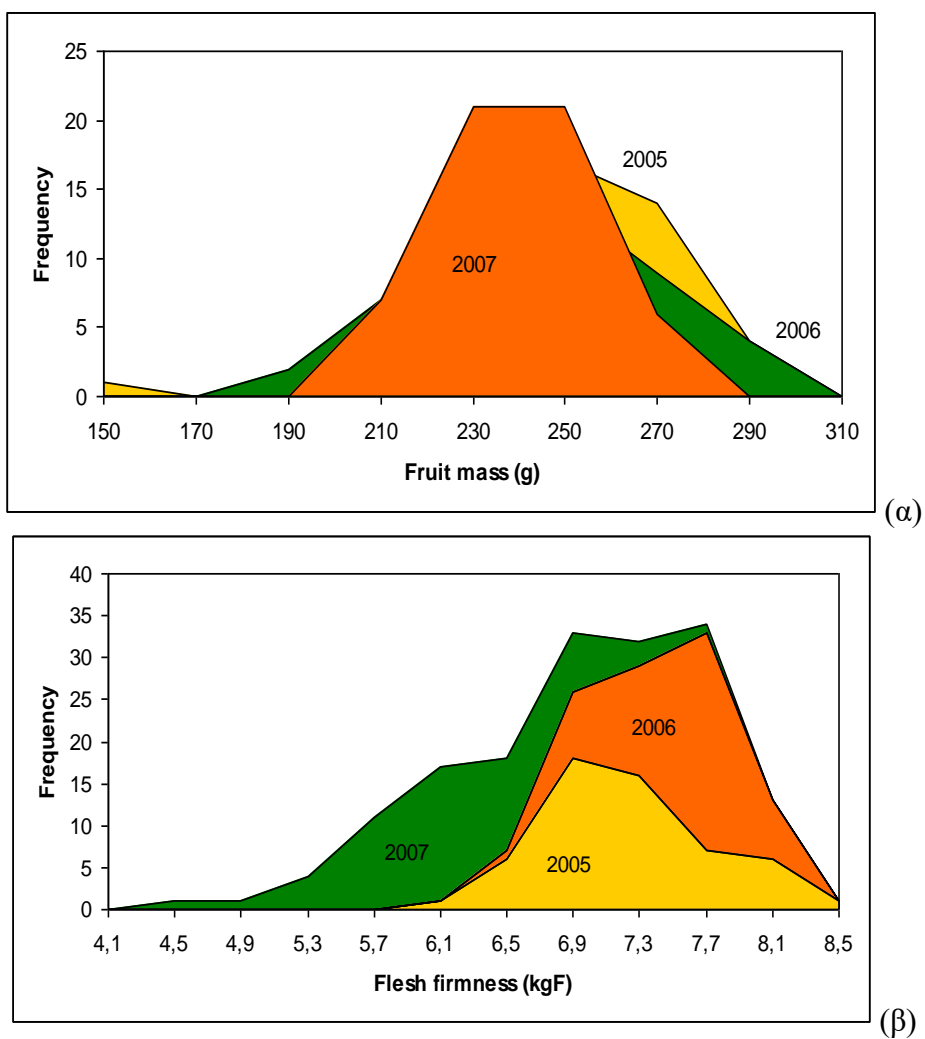 25
20
15
10
5
0
Frequency
2005
2007
2006
150 170 190 210 230 250 270 290 310
Fruit mass (g)
(α)
40
35
30
25
20
15
10
5
0
Frequency
2006
2007
2005
4,1 4,5 4,9 5,3 5,7 6,1 6,5 6,9 7,3 7,7 8,1 8,5
Flesh firmness (kgF)
(β)